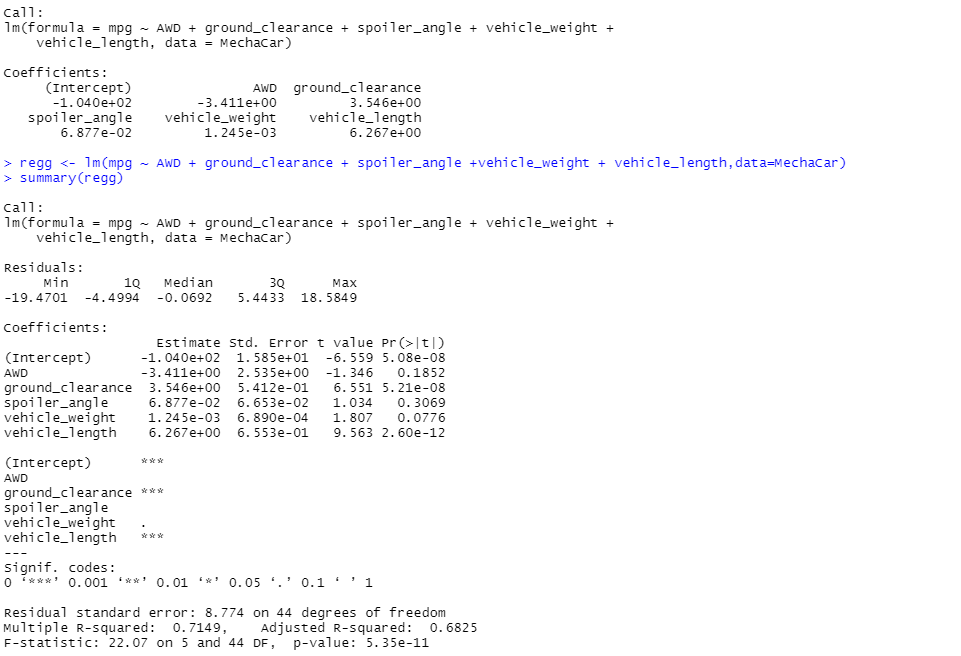 Call:
lm(formula = mpg ~ AWD + ground_clearance + spoiler_angle + vehicle_weight +
    vehicle_length, data = MechaCar)

Coefficients:
     (Intercept)               AWD  ground_clearance
      -1.040e+02        -3.411e+00         3.546e+00
   spoiler_angle    vehicle_weight    vehicle_length
       6.877e-02         1.245e-03         6.267e+00

> regg <- lm(mpg ~ AWD + ground_clearance + spoiler_angle +vehicle_weight + vehicle_length,data=MechaCar)
> summary(regg)

Call:
lm(formula = mpg ~ AWD + ground_clearance + spoiler_angle + vehicle_weight +
    vehicle_length, data = MechaCar)

Residuals:
     Min       1Q   Median       3Q      Max
-19.4701  -4.4994  -0.0692   5.4433  18.5849

Coefficients:
                   Estimate Std. Error t value Pr(>|t|)
(Intercept)      -1.040e+02  1.585e+01  -6.559 5.08e-08
AWD              -3.411e+00  2.535e+00  -1.346   0.1852
ground_clearance  3.546e+00  5.412e-01   6.551 5.21e-08
spoiler_angle     6.877e-02  6.653e-02   1.034   0.3069
vehicle_weight    1.245e-03  6.890e-04   1.807   0.0776
vehicle_length    6.267e+00  6.553e-01   9.563 2.60e-12

(Intercept)      ***
AWD
ground_clearance ***
spoiler_angle
vehicle_weight   .
vehicle_length   ***
---
Signif. codes:
0 ‘***’ 0.001 ‘**’ 0.01 ‘*’ 0.05 ‘.’ 0.1 ‘ ’ 1

Residual standard error: 8.774 on 44 degrees of freedom
Multiple R-squared:  0.7149,    Adjusted R-squared:  0.6825
F-statistic: 22.07 on 5 and 44 DF,  p-value: 5.35e-11